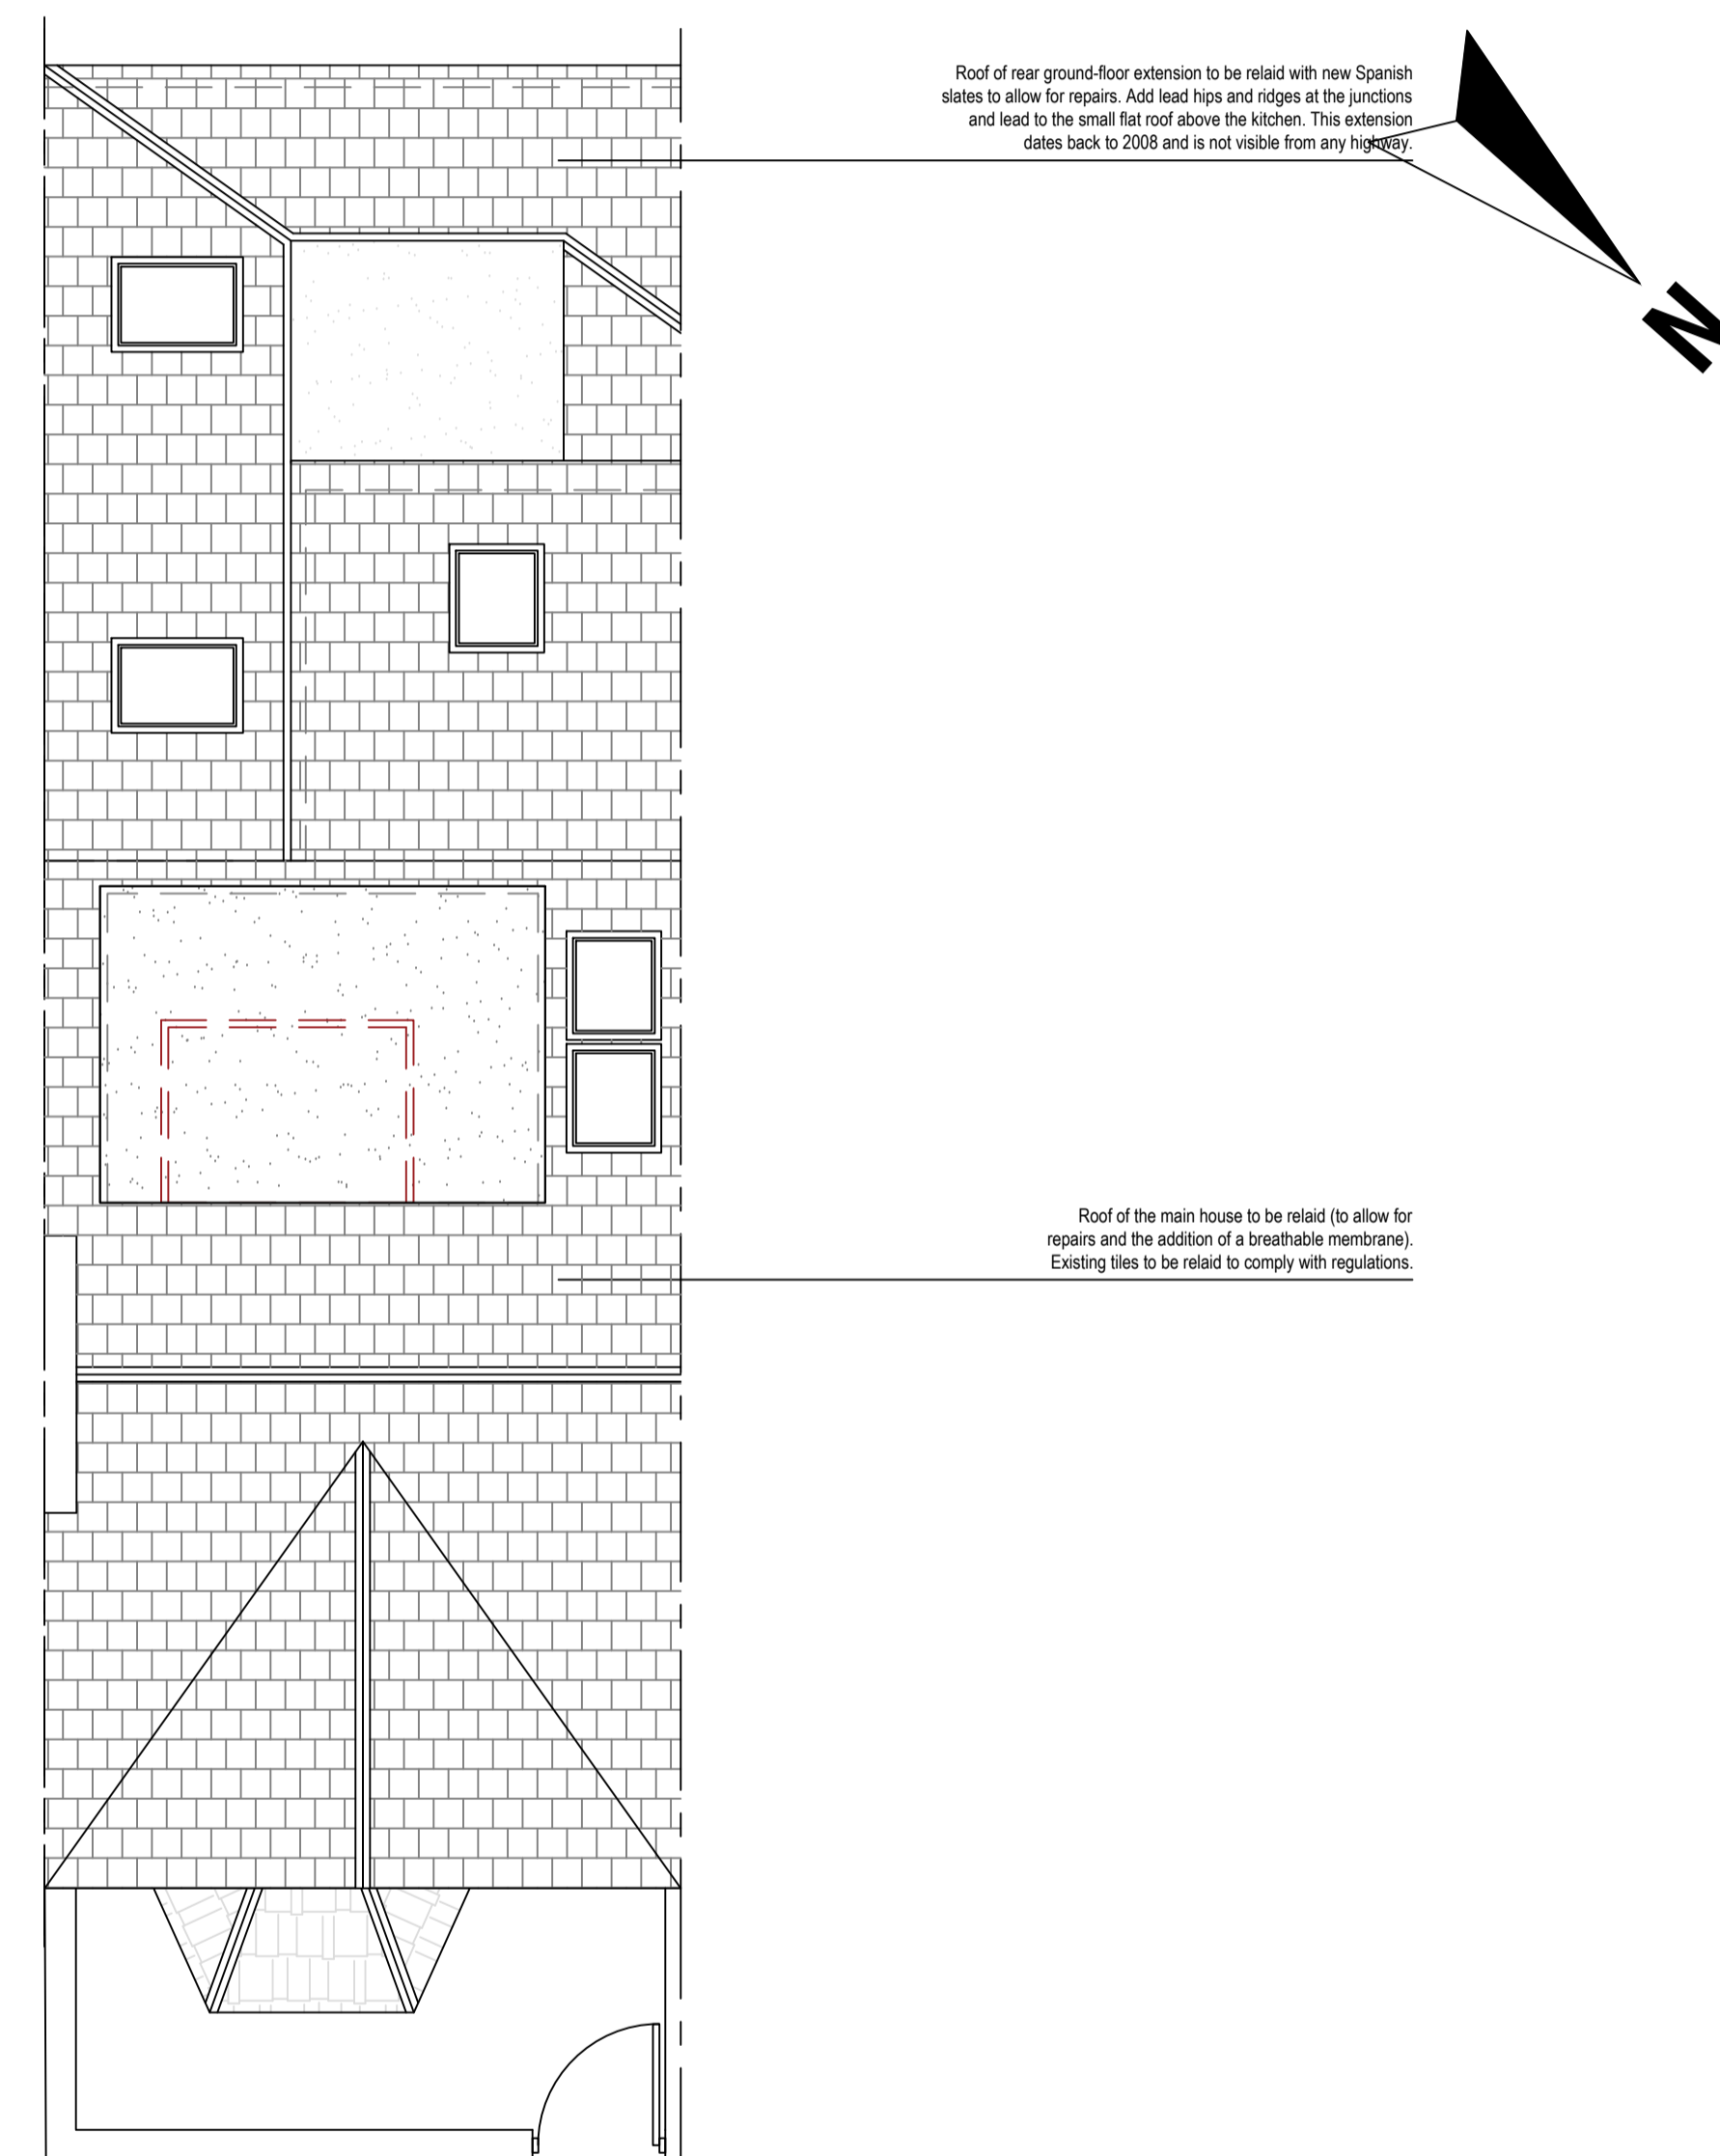 Roof of rear ground-floor extension to be relaid with new Spanish
slates to allow for repairs. Add lead hips and ridges at the junctions
and lead to the small flat roof above the kitchen. This extension
dates back to 2008 and is not visible from any highway.
N
Roof of the main house to be relaid (to allow for
repairs and the addition of a breathable membrane).
Existing tiles to be relaid to comply with regulations.